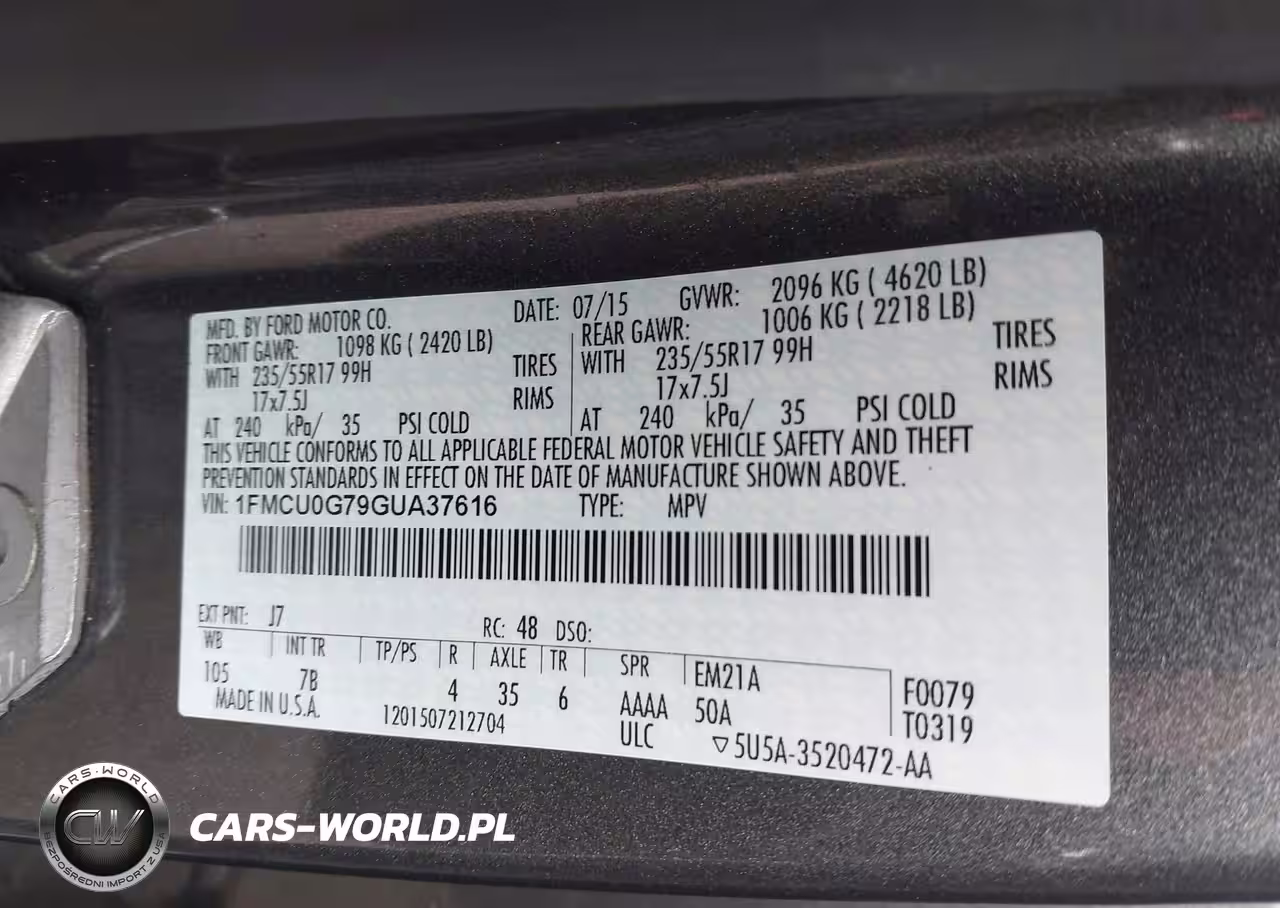 MFD. BY FORD MOTOR CO. DATE: 07/15 GVWR: 2096 KG ( 4620 LB)
FRONT GAWR: 1098 KG ( 2420 LB) REAR GAWR: 1006 KG ( 2218 LB)
WITH 235/55R17 99H TIRES WITH 235/55R17 99H TIRES
17x7.5J RIMS 17x7.5J RIMS
AT 240 kPa/ 35 PSI COLD AT 240 kPa/ 35 PSI COLD
THIS VEHICLE CONFORMS TO ALL APPLICABLE FEDERAL MOTOR VEHICLE SAFETY AND THEFT
PREVENTION STANDARDS IN EFFECT ON THE DATE OF MANUFACTURE SHOWN ABOVE.
VIN: 1FMCU0G79GUA37616 TYPE: MPV
EXT PNT: J7 RC: 48 DSO:
WB INT TR TP/PS R AXLE TR SPR EM21A
105 7B 4 35 6 AAAA 50A F0079
MADE IN U.S.A. 1201507212704 ULC T0319
▽5U5A-3520472-AA
CARS-WORLD
CW
BEZPOŚREDNI IMPORT Z USA
CARS-WORLD.PL